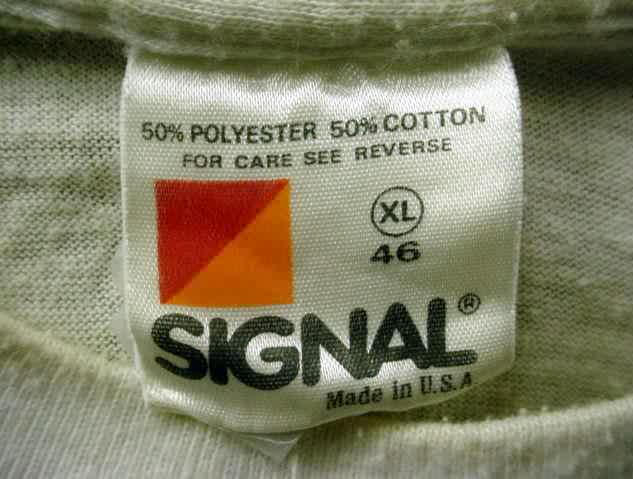 50% POLYESTER 50% COTTON
FOR CARE SEE REVERSE
XL
46
SIGNAL®
Made in U.S.A